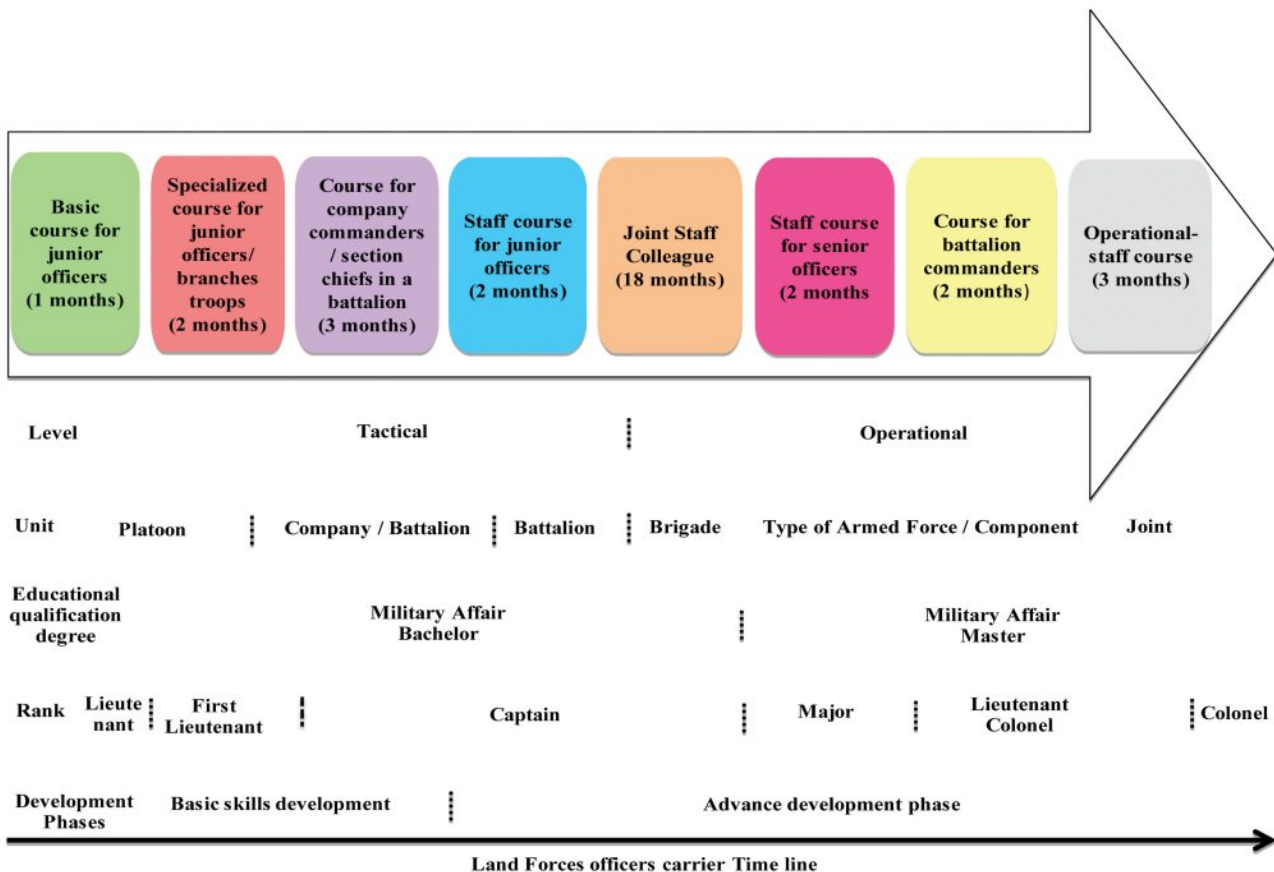 Basic
course for
junior
officers
(1 months)
Specialized
course for
junior
officers/
branches
troops
(2 months)
Course for
company
commanders
/ section
chiefs in a
battalion
(3 months)
Staff course
for junior
officers
(2 months)
Joint Staff
Colleague
(18 months)
Staff course
for senior
officers
(2 months
Course for
battalion
commanders
(2 months)
Operational-
staff course
(3 months)
Level
Tactical
Operational
Unit
Platoon
Company / Battalion
Battalion
Brigade
Type of Armed Force / Component
Joint
Educational
qualification
degree
Military Affair
Bachelor
Military Affair
Master
Rank
Lieute
nant
First
Lieutenant
Captain
Major
Lieutenant
Colonel
Colonel
Development
Phases
Basic skills development
Advance development phase
Land Forces officers carrier Time line